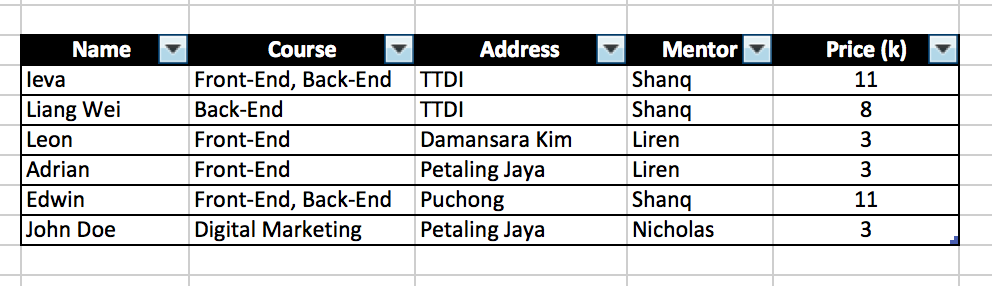 Name Course Address Mentor Price (k)
Ieva Front-End, Back-End TTDI Shanq 11
Liang Wei Back-End TTDI Shanq 8
Leon Front-End Damansara Kim Liren 3
Adrian Front-End Petaling Jaya Liren 3
Edwin Front-End, Back-End Puchong Shanq 11
John Doe Digital Marketing Petaling Jaya Nicholas 3